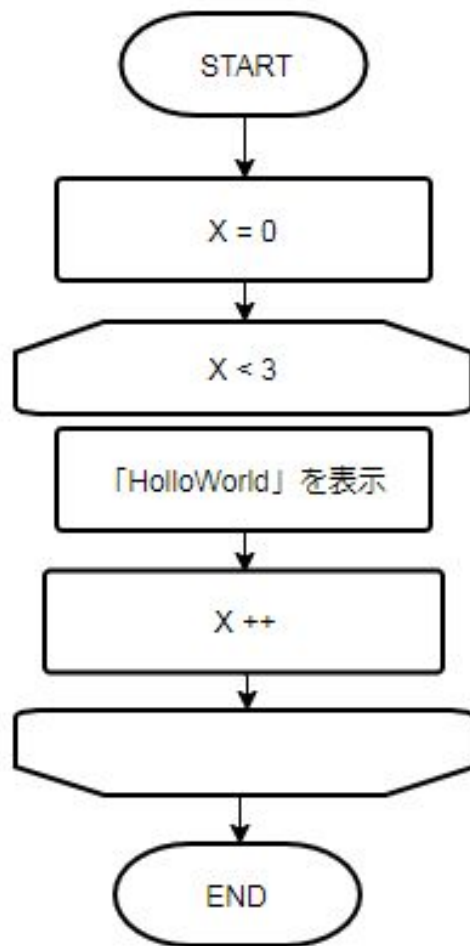 START
X = 0
X < 3
「HolloWorld」を表示
X ++
END